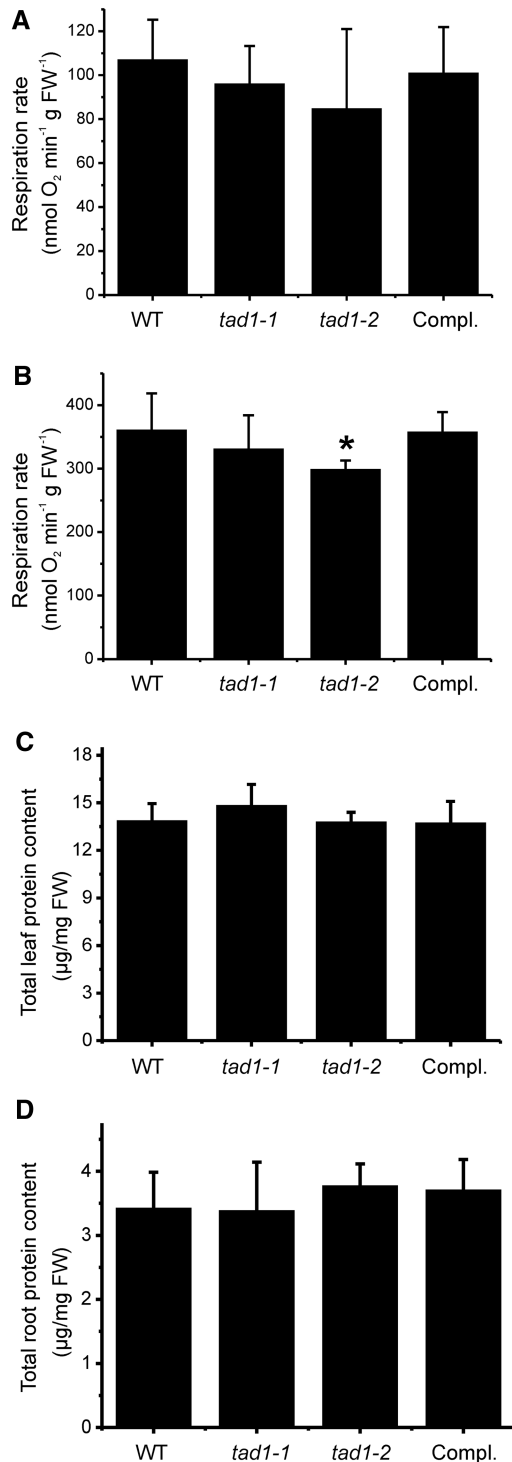 A
Respiration rate
(nmol O₂ min⁻¹ g FW⁻¹)
120
100
80
60
40
20
0
WT tad1-1 tad1-2 Compl.
B
Respiration rate
(nmol O₂ min⁻¹ g FW⁻¹)
400
300
200
100
0
*
WT tad1-1 tad1-2 Compl.
C
Total leaf protein content
(µg/mg FW)
18
15
12
9
6
3
0
WT tad1-1 tad1-2 Compl.
D
Total root protein content
(µg/mg FW)
4
3
2
1
0
WT tad1-1 tad1-2 Compl.